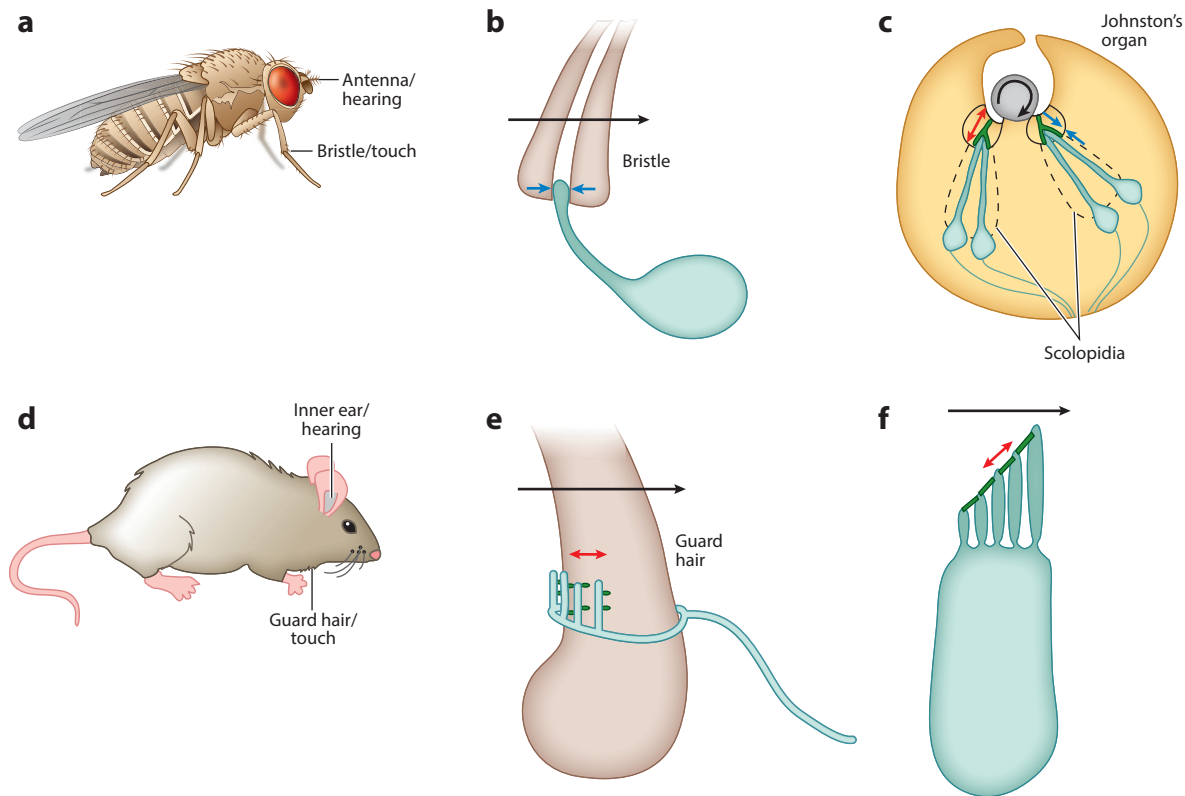 a
Antenna/
hearing
Bristle/touch
b
Bristle
c
Johnston's
organ
Scolopidia
d
Inner ear/
hearing
Guard hair/
touch
e
Guard
hair
f